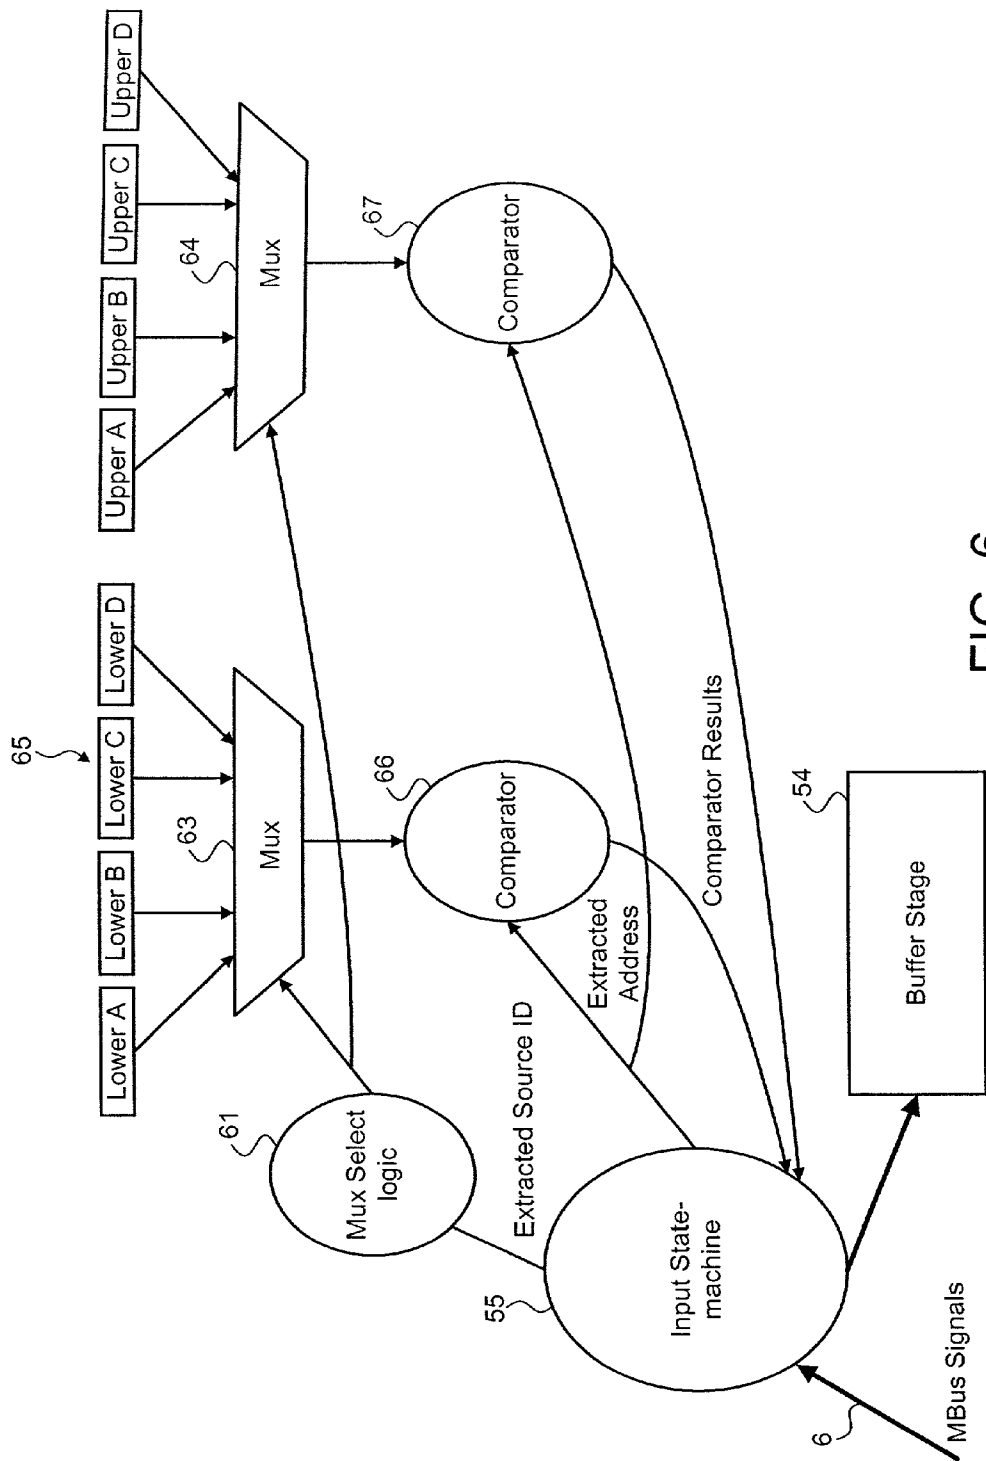 65
Lower A
Lower B
Lower C
Lower D
Upper A
Upper B
Upper C
Upper D
63
Mux
64
Mux
61
Mux Select
logic
66
Comparator
67
Comparator
Extracted Source ID
Extracted
Address
Comparator Results
55
Input State-
machine
54
Buffer Stage
6
MBus Signals
FIG. 6